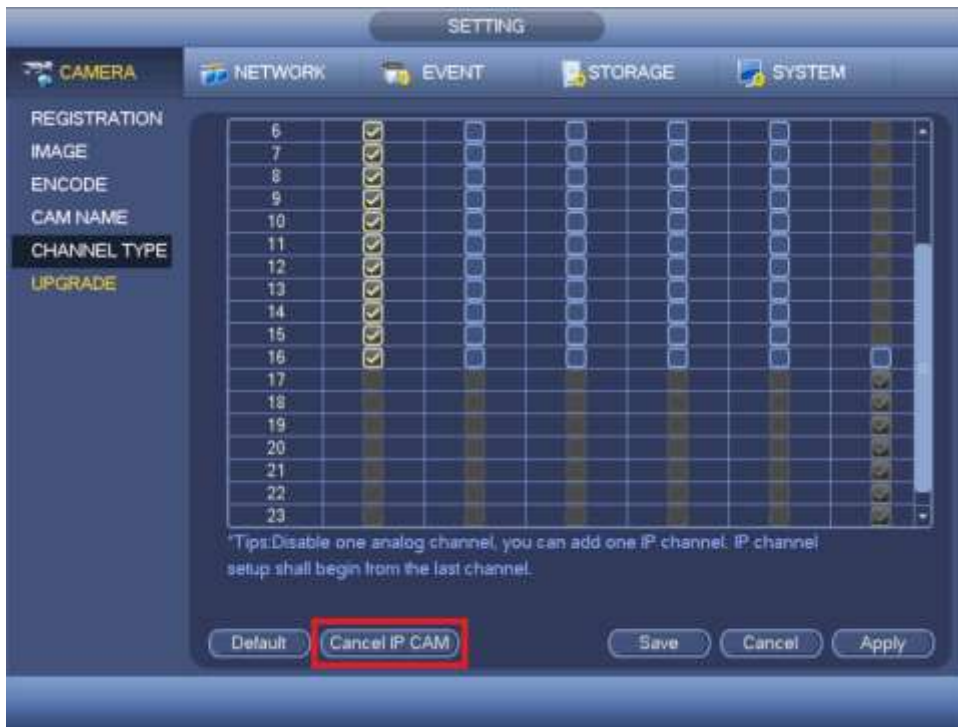 SETTING
CAMERA NETWORK EVENT STORAGE SYSTEM
REGISTRATION
IMAGE
ENCODE
CAM NAME
CHANNEL TYPE
UPGRADE
6
7
8
9
10
11
12
13
14
15
16
17
18
19
20
21
22
23
*Tips:Disable one analog channel, you can add one IP channel. IP channel
setup shall begin from the last channel.
Default Cancel IP CAM Save Cancel Apply